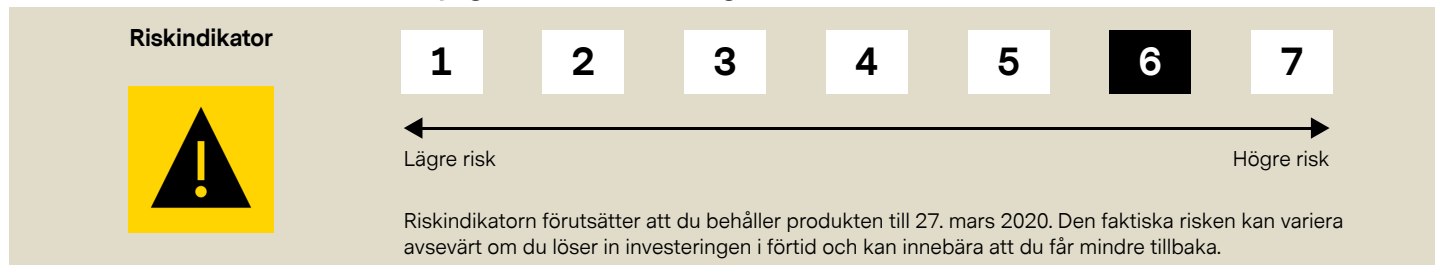 Riskindikator
1 2 3 4 5 6 7
Lägre risk Högre risk
Riskindikatorn förutsätter att du behåller produkten till 27. mars 2020. Den faktiska risken kan variera
avsevärt om du löser in investeringen i förtid och kan innebära att du får mindre tillbaka.